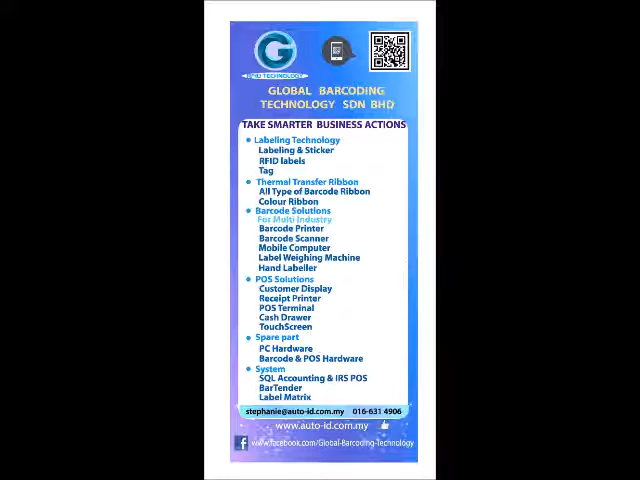 RFID TECHNOLOGY
GLOBAL BARCODING
TECHNOLOGY SDN BHD
TAKE SMARTER BUSINESS ACTIONS
Labeling Technology
Labeling & Sticker
RFID labels
Tag
Thermal Transfer Ribbon
All Type of Barcode Ribbon
Colour Ribbon
Barcode Solutions
For Multi Industry
Barcode Printer
Barcode Scanner
Mobile Computer
Label Weighing Machine
Hand Labeller
POS Solutions
Customer Display
Receipt Printer
POS Terminal
Cash Drawer
TouchScreen
Spare part
PC Hardware
Barcode & POS Hardware
System
SQL Accounting & IRS POS
BarTender
Label Matrix
stephanie@auto-id.com.my 016-631 4906
www.auto-id.com.my
www.facebook.com/Global-Barcoding-Technology